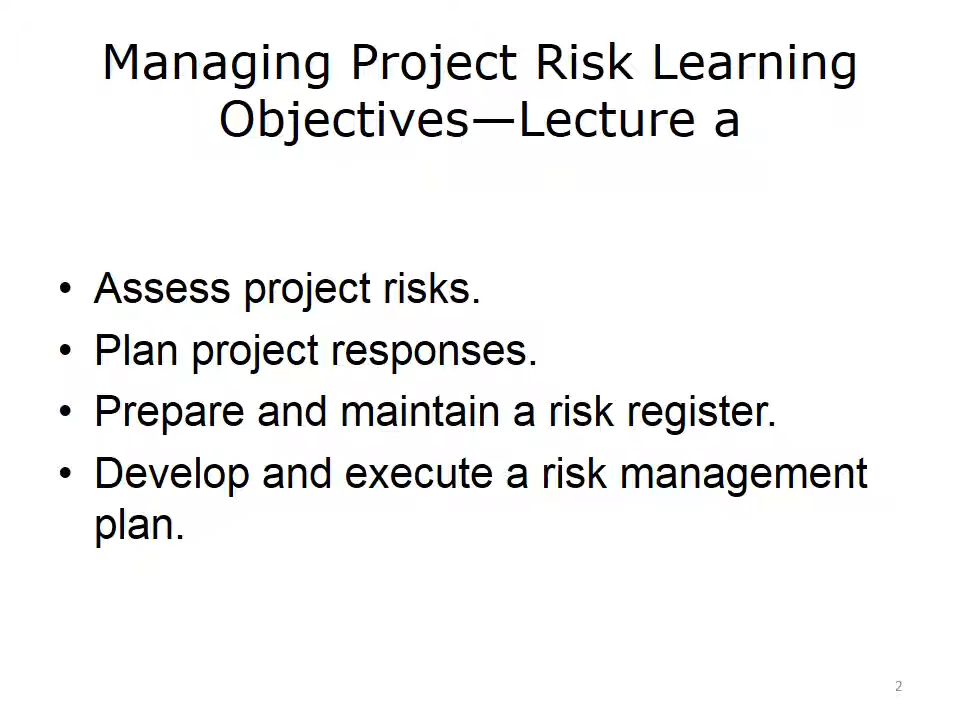 Managing Project Risk Learning
Objectives—Lecture a
• Assess project risks.
• Plan project responses.
• Prepare and maintain a risk register.
• Develop and execute a risk management
plan.
2